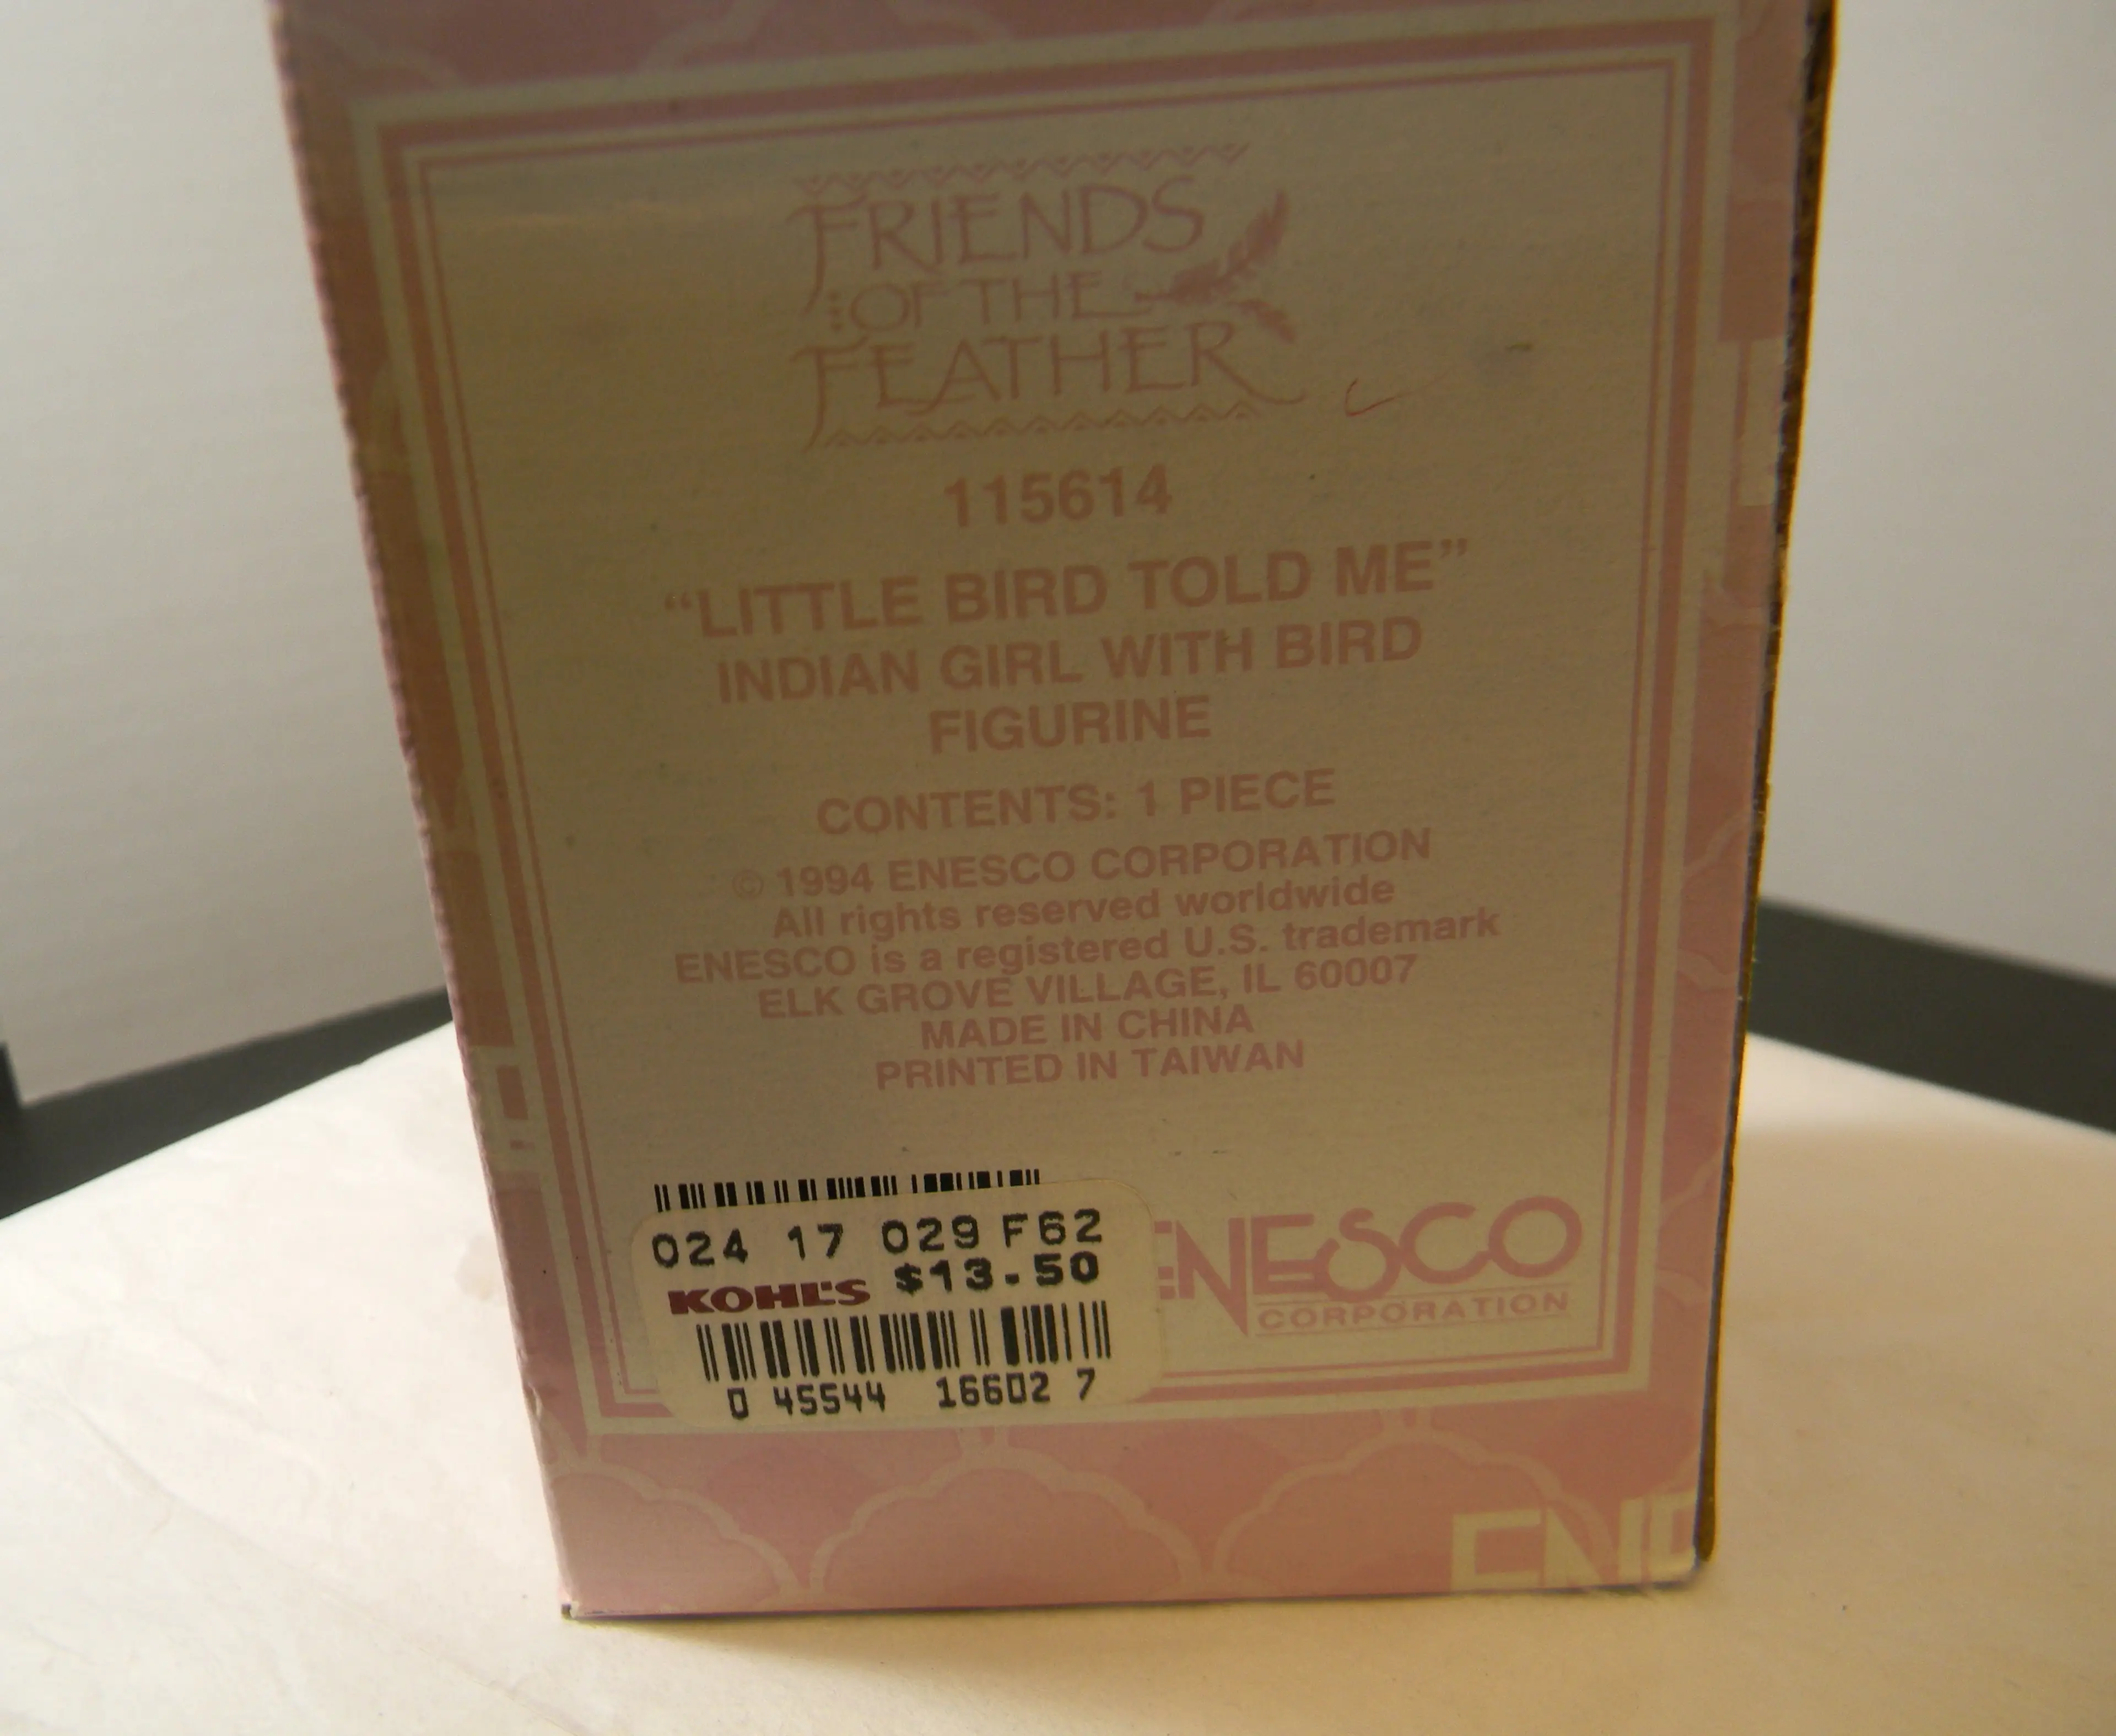 FRIENDS
OF THE
FEATHER
115614
“LITTLE BIRD TOLD ME”
INDIAN GIRL WITH BIRD
FIGURINE
CONTENTS: 1 PIECE
© 1994 ENESCO CORPORATION
All rights reserved worldwide
ENESCO is a registered U.S. trademark
ELK GROVE VILLAGE, IL 60007
MADE IN CHINA
PRINTED IN TAIWAN
024 17 029 F62
KOHL'S $13.50
0 45544 16602 7
ENESCO
CORPORATION